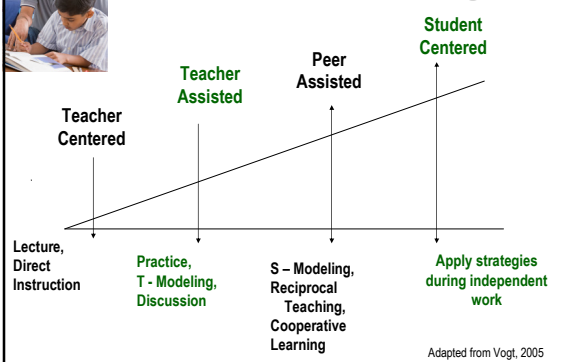 Teacher
Centered
Teacher
Assisted
Peer
Assisted
Student
Centered
Lecture,
Direct
Instruction
Practice,
T - Modeling,
Discussion
S – Modeling,
Reciprocal
Teaching,
Cooperative
Learning
Apply strategies
during independent
work
Adapted from Vogt, 2005